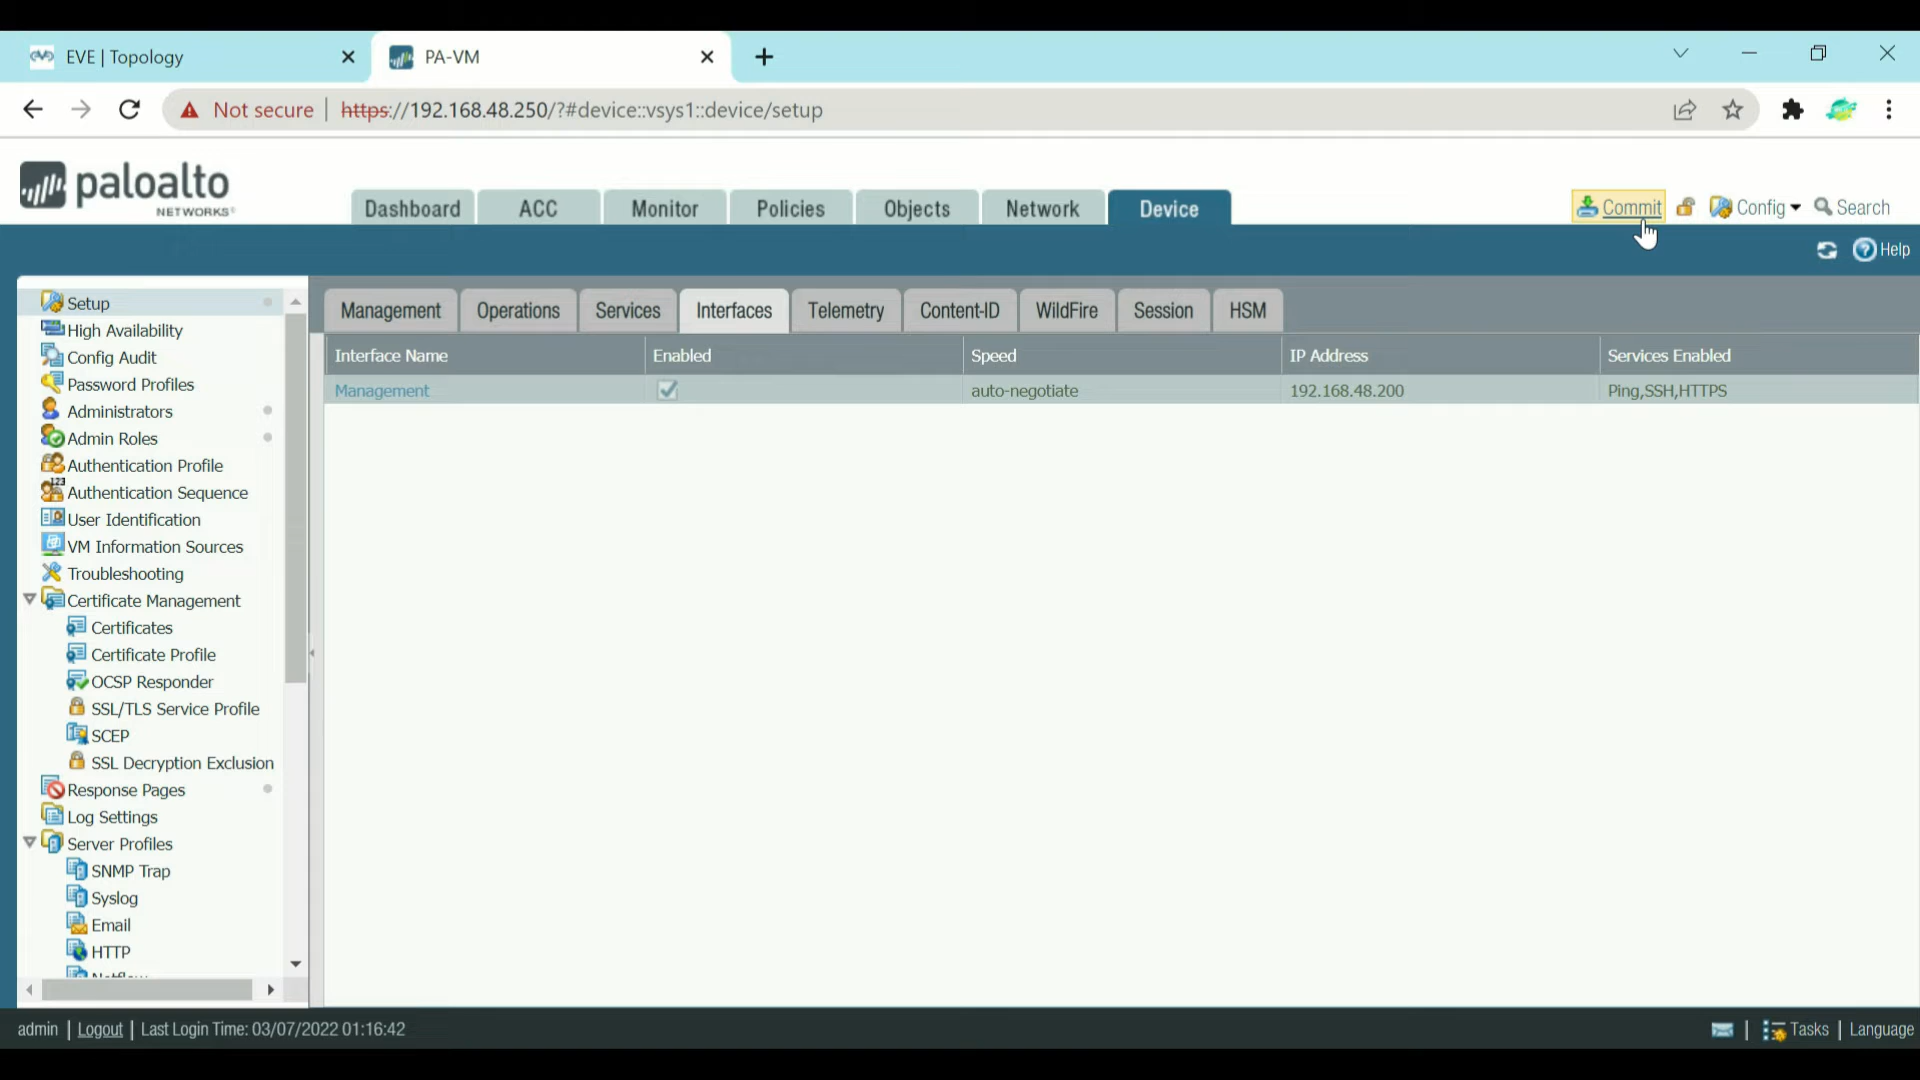 EVE | Topology
PA-VM
Not secure | https://192.168.48.250/?#device::vsys1::device/setup
paloalto
NETWORKS
Dashboard ACC Monitor Policies Objects Network Device
Commit Config Search
Help
Setup
High Availability
Config Audit
Password Profiles
Administrators
Admin Roles
Authentication Profile
Authentication Sequence
User Identification
VM Information Sources
Troubleshooting
Certificate Management
Certificates
Certificate Profile
OCSP Responder
SSL/TLS Service Profile
SCEP
SSL Decryption Exclusion
Response Pages
Log Settings
Server Profiles
SNMP Trap
Syslog
Email
HTTP
Management Operations Services Interfaces Telemetry Content-ID WildFire Session HSM
Interface Name Enabled Speed IP Address Services Enabled
Management auto-negotiate 192.168.48.200 Ping,SSH,HTTPS
admin | Logout | Last Login Time: 03/07/2022 01:16:42
Tasks | Language